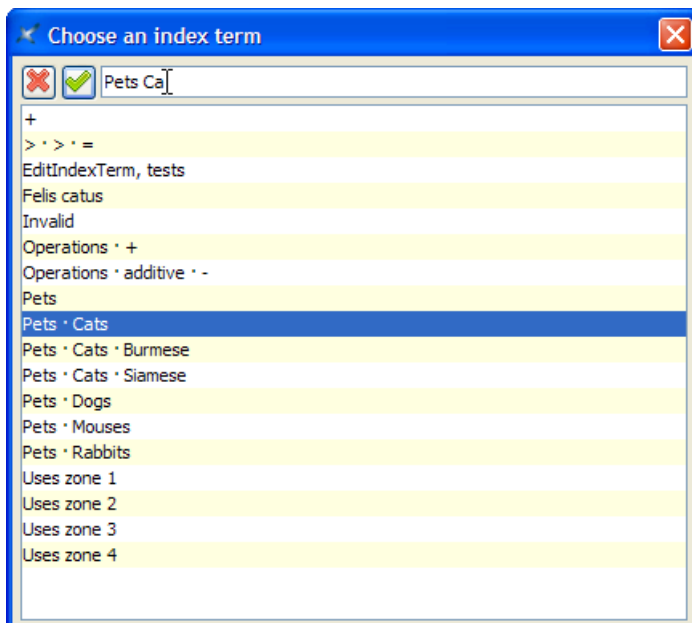 Choose an index term
Pets Ca
+
> · > · =
EditIndexTerm, tests
Felis catus
Invalid
Operations · +
Operations · additive · -
Pets
Pets · Cats
Pets · Cats · Burmese
Pets · Cats · Siamese
Pets · Dogs
Pets · Mouses
Pets · Rabbits
Uses zone 1
Uses zone 2
Uses zone 3
Uses zone 4